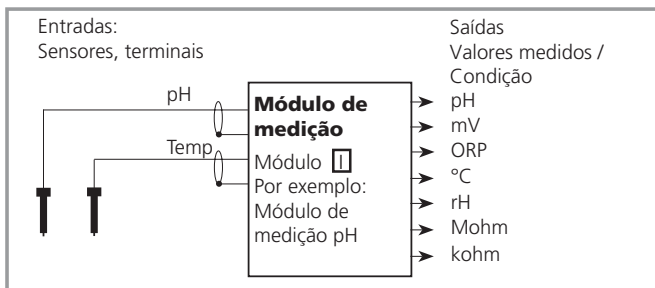 Entradas:
Sensores, terminais
pH
Temp
Módulo de
medição
Módulo I
Por exemplo:
Módulo de
medição pH
Saídas
Valores medidos /
Condição
pH
mV
ORP
°C
rH
Mohm
kohm